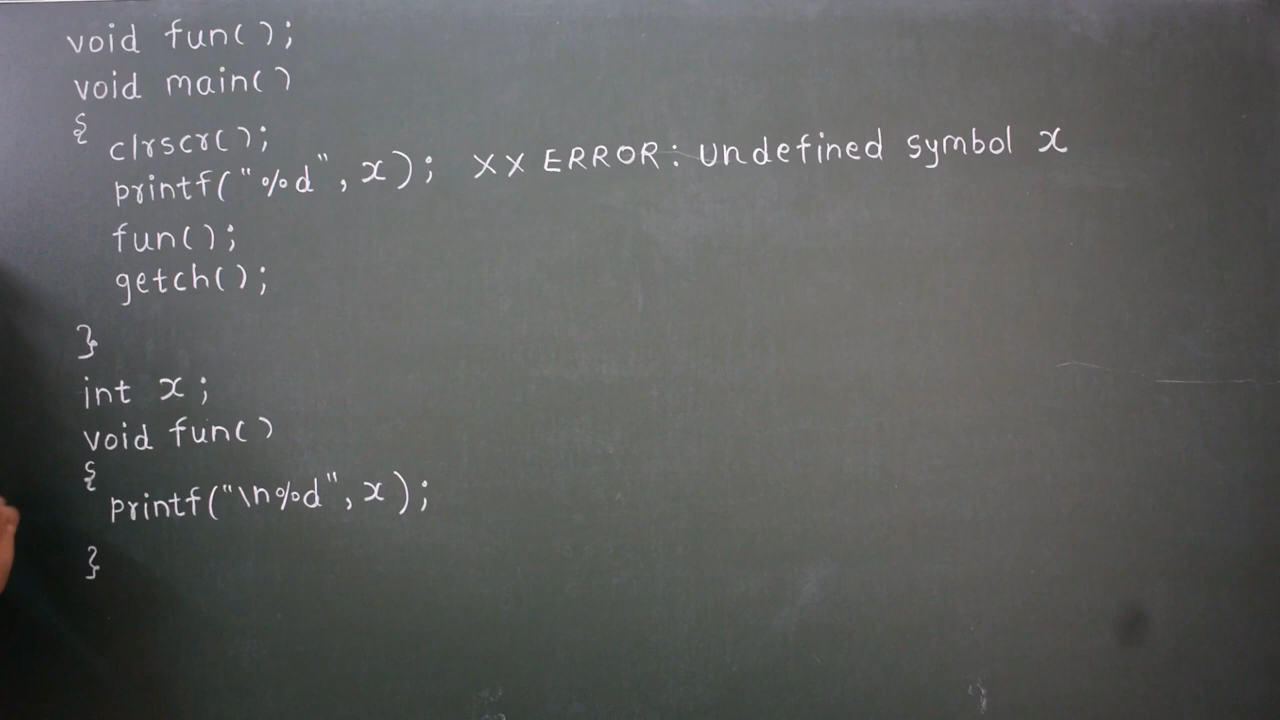 void fun();
void main()
{
clrscr();
printf("%d", x); XX ERROR: undefined symbol x
fun();
getch();
}
int x;
void fun()
{
printf("\n%d", x);
}